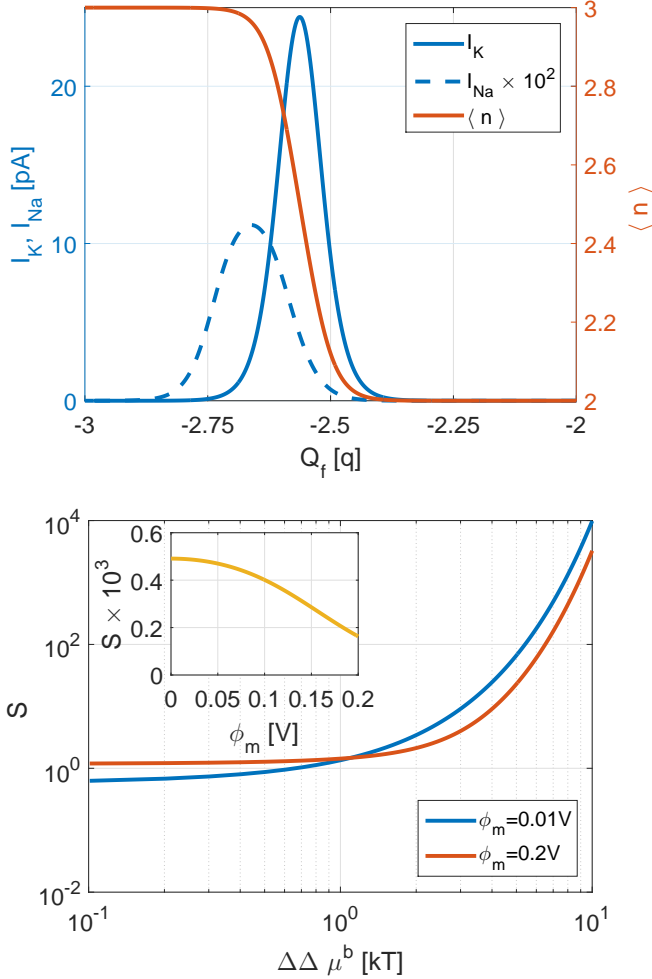 I_K, I_Na [pA]
20
10
0
3
2.8
2.6
2.4
2.2
2
⟨ n ⟩
I_K
I_Na × 10^2
⟨ n ⟩
-3 -2.75 -2.5 -2.25 -2
Q_f [q]
S
10^4
10^2
10^0
10^-2
S × 10^3
0.6
0.4
0.2
0
0 0.05 0.1 0.15 0.2
ϕ_m [V]
ϕ_m=0.01V
ϕ_m=0.2V
10^-1 10^0 10^1
ΔΔ μ^b [kT]